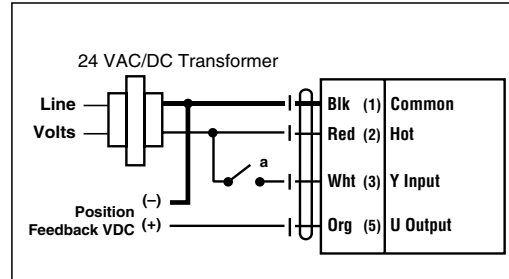 24 VAC/DC Transformer
Line
Volts
Blk (1) Common
Red (2) Hot
a
Wht (3) Y Input
(–)
Position
Feedback VDC (+)
Org (5) U Output